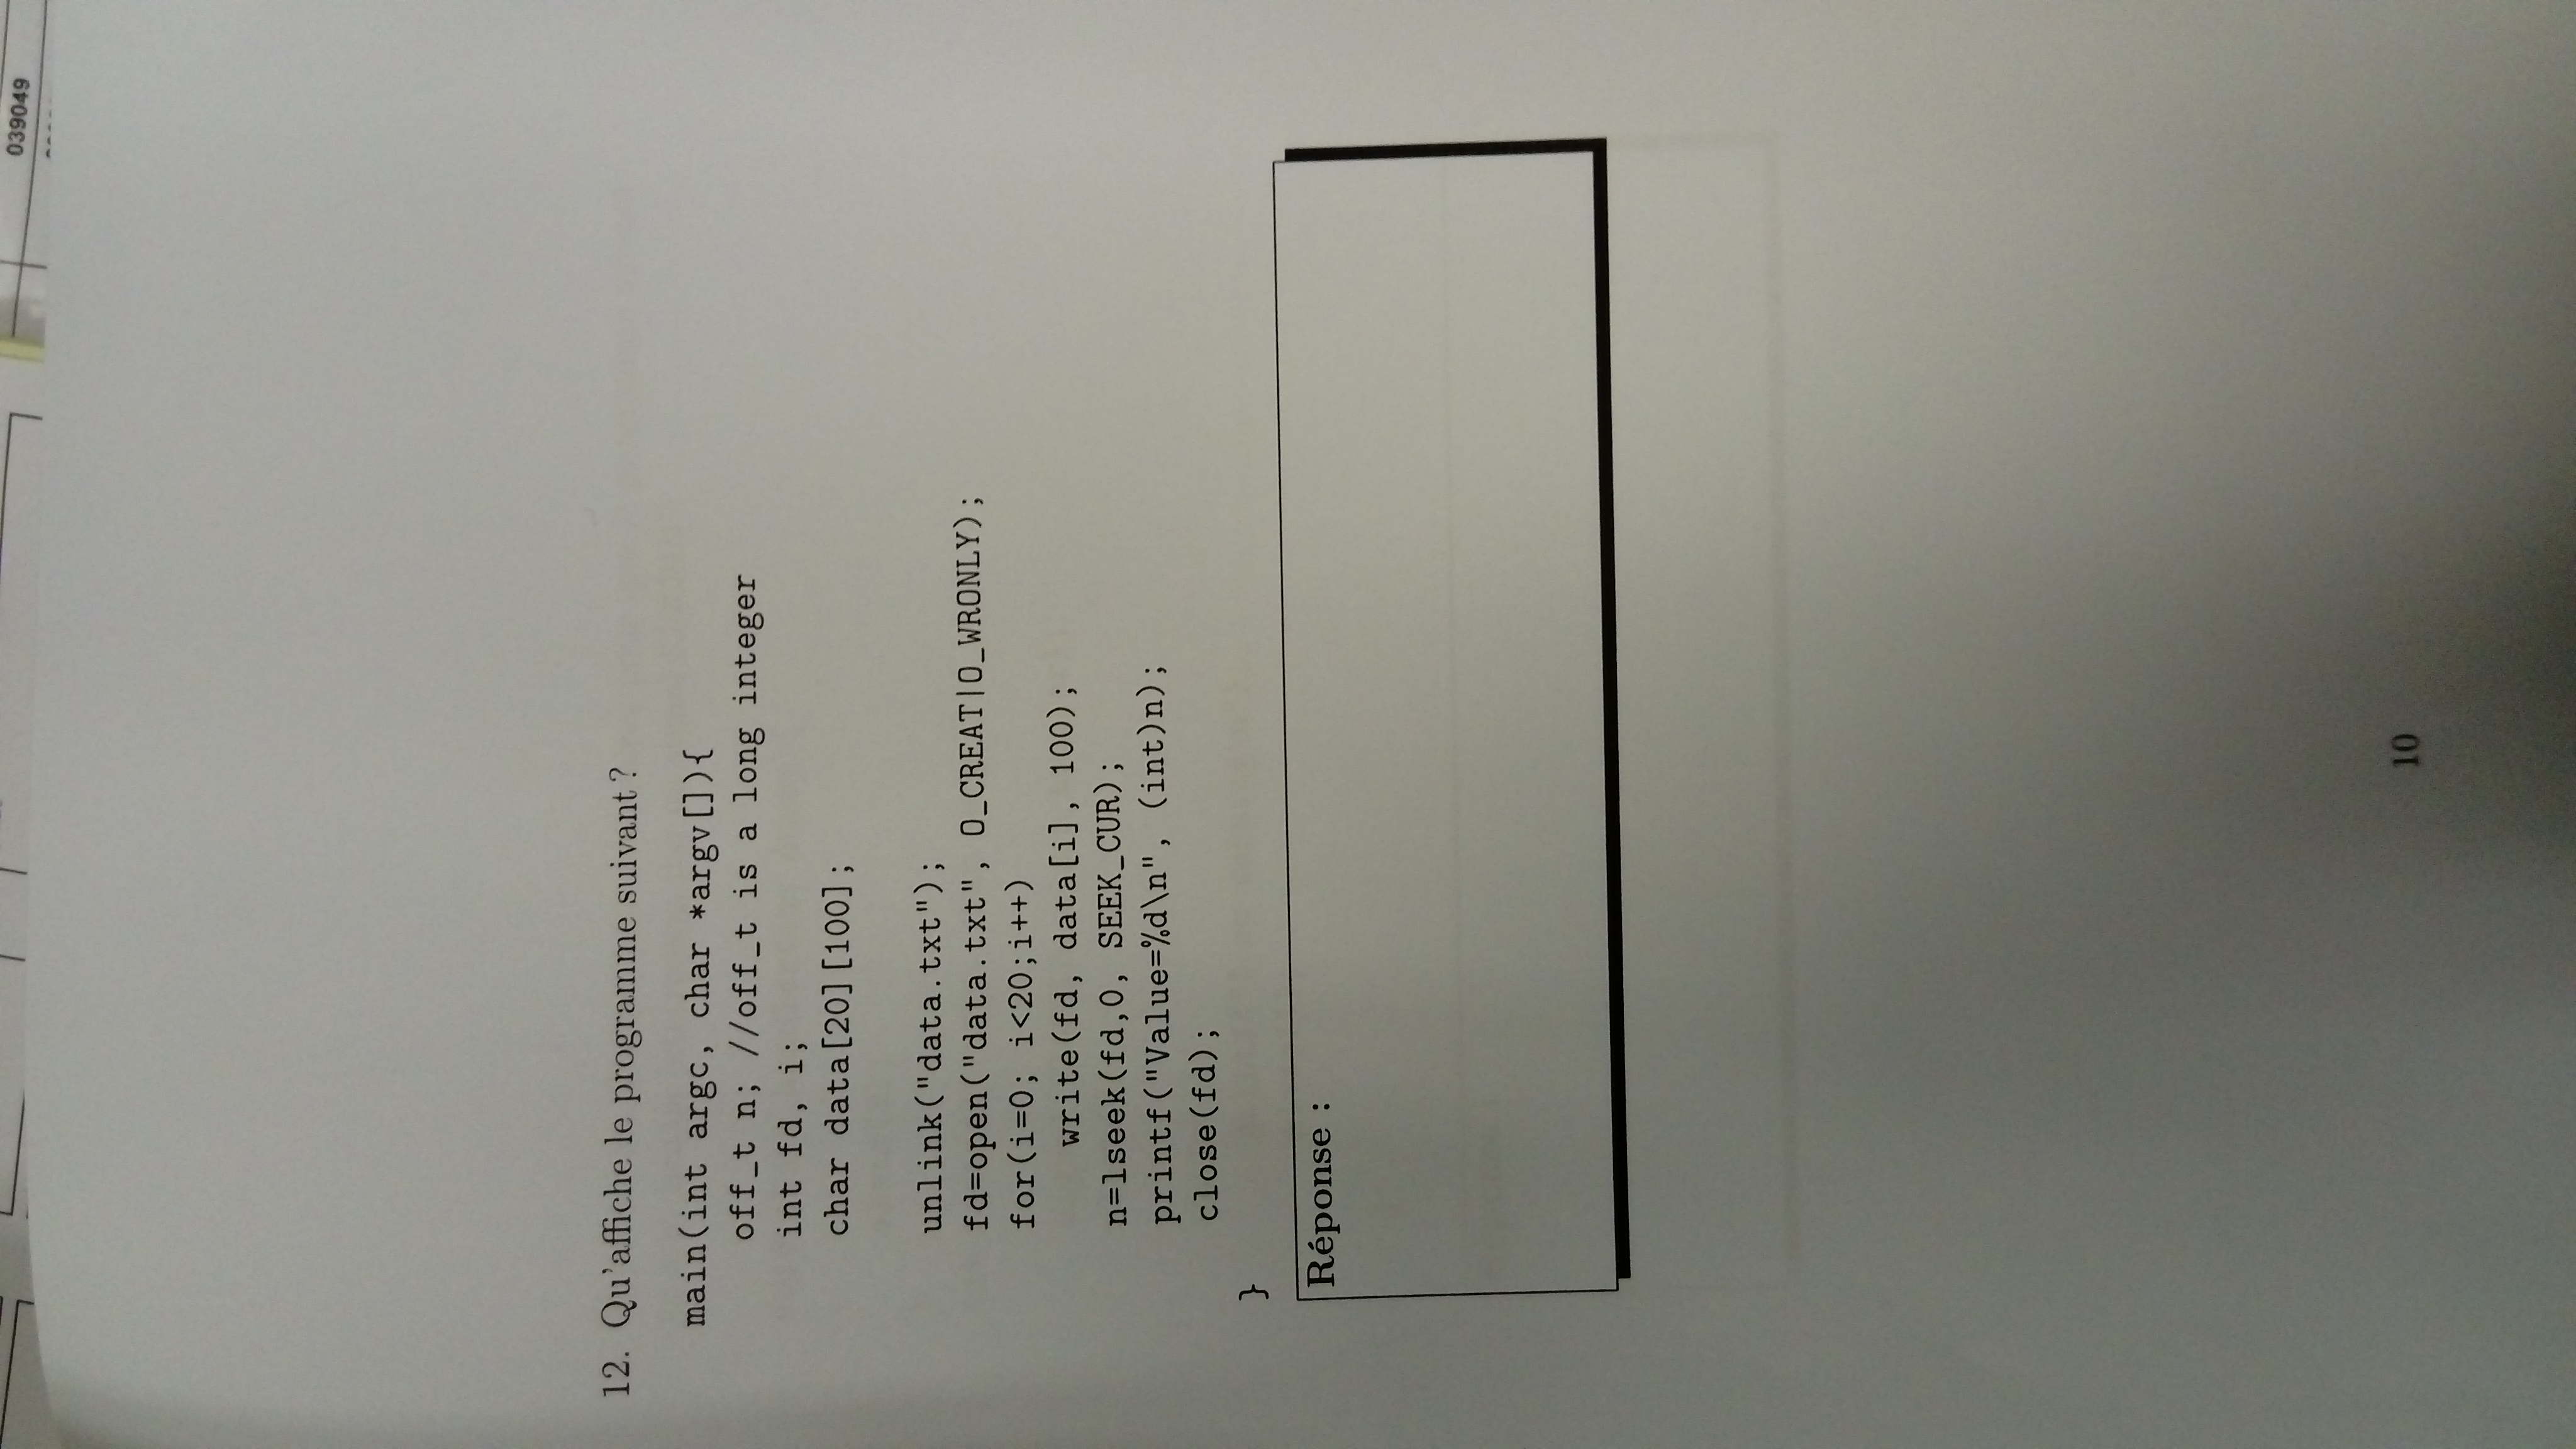 039049
12. Qu'affiche le programme suivant ?
main(int argc, char *argv[]){
off_t n; //off_t is a long integer
int fd, i;
char data[20][100];
unlink("data.txt");
fd=open("data.txt", O_CREAT|O_WRONLY);
for(i=0; i<20;i++)
write(fd, data[i], 100);
n=lseek(fd,0, SEEK_CUR);
printf("Value=%d\n", (int)n);
close(fd);
}
Réponse :
10